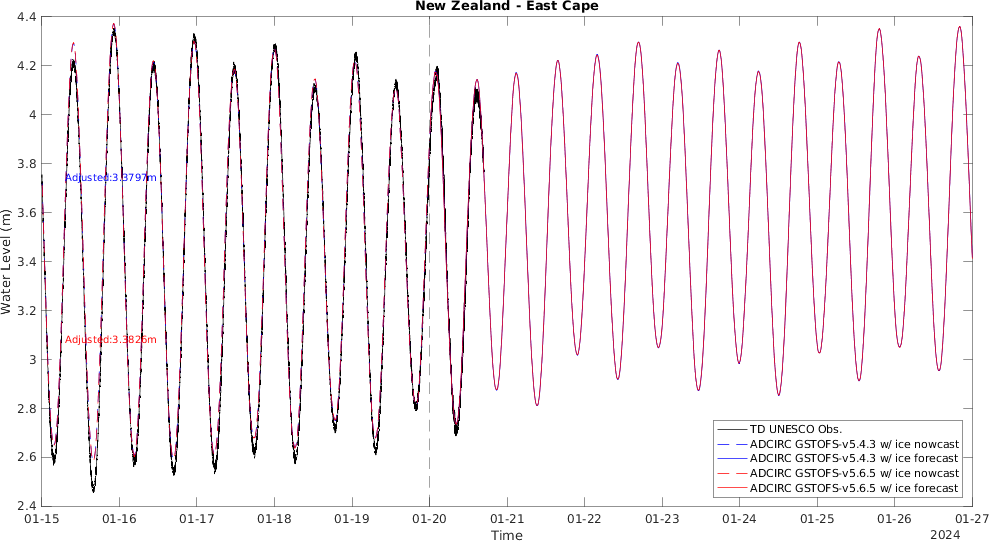 New Zealand - East Cape
4.4
4.2
4
3.8
3.6
3.4
3.2
3
2.8
2.6
2.4
Water Level (m)
Adjusted:3.3797m
Adjusted:3.3826m
TD UNESCO Obs.
ADCIRC GSTOFS-v5.4.3 w/ ice nowcast
ADCIRC GSTOFS-v5.4.3 w/ ice forecast
ADCIRC GSTOFS-v5.6.5 w/ ice nowcast
ADCIRC GSTOFS-v5.6.5 w/ ice forecast
01-15 01-16 01-17 01-18 01-19 01-20 01-21 01-22 01-23 01-24 01-25 01-26 01-27
Time
2024